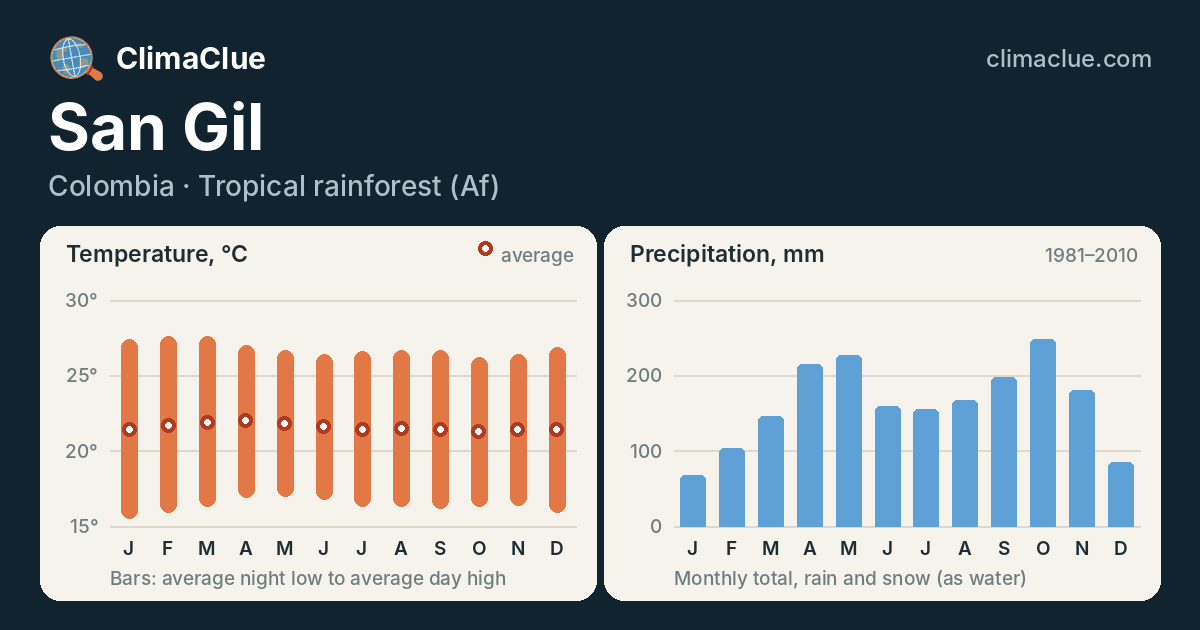 ClimaClue
climaclue.com
San Gil
Colombia · Tropical rainforest (Af)
Temperature, °C
average
30°
25°
20°
15°
J F M A M J J A S O N D
Bars: average night low to average day high
Precipitation, mm
1981–2010
300
200
100
0
J F M A M J J A S O N D
Monthly total, rain and snow (as water)